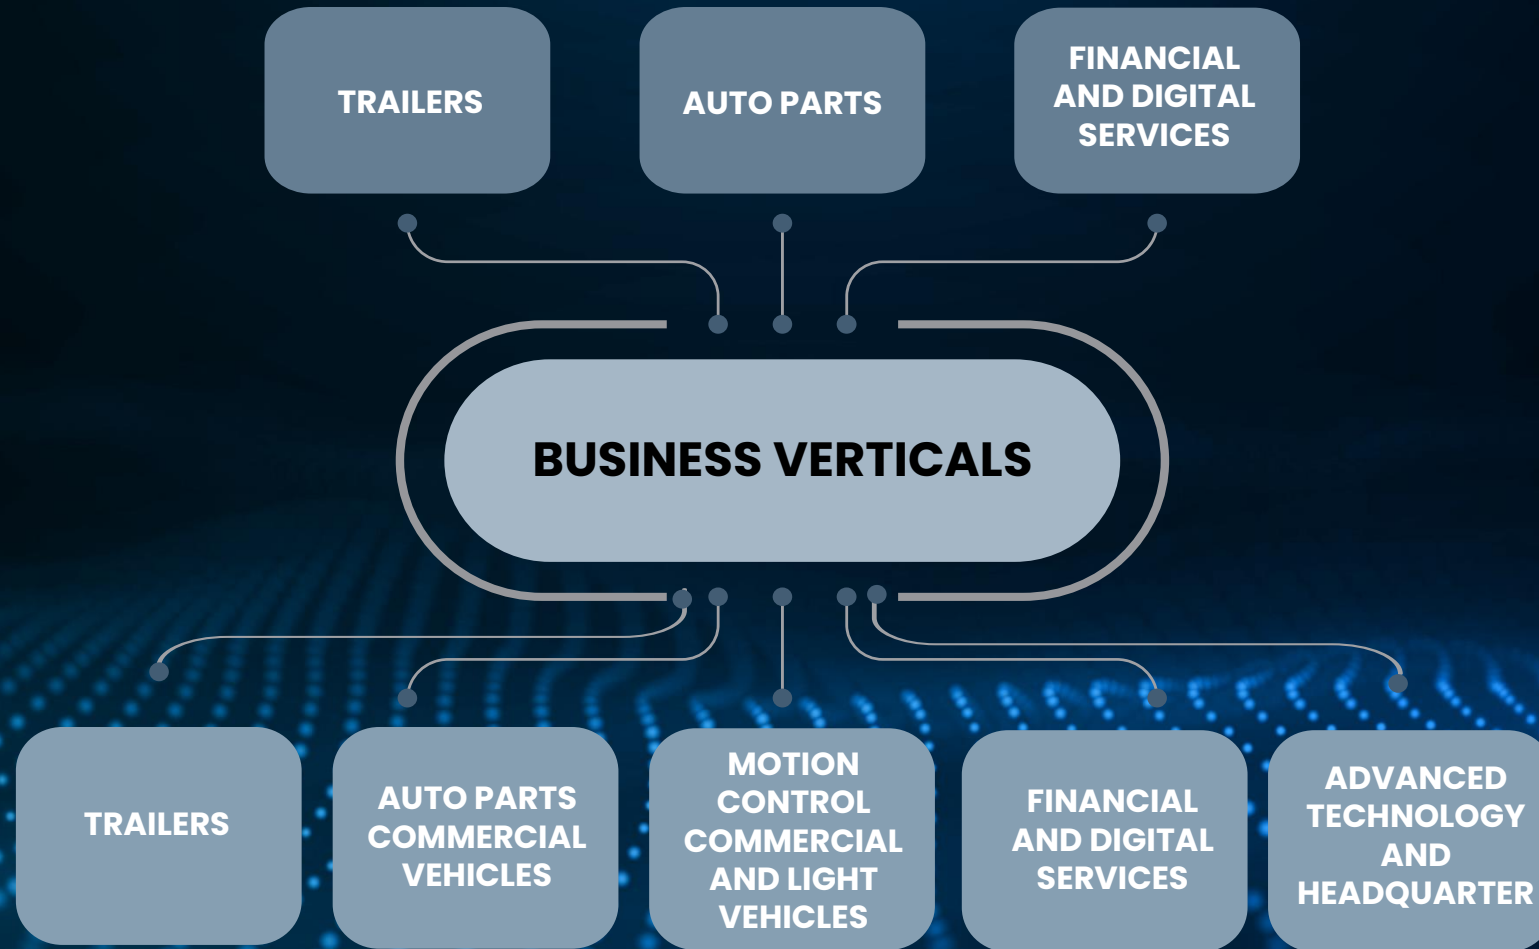 TRAILERS
AUTO PARTS
FINANCIAL
AND DIGITAL
SERVICES
BUSINESS VERTICALS
TRAILERS
AUTO PARTS
COMMERCIAL
VEHICLES
MOTION
CONTROL
COMMERCIAL
AND LIGHT
VEHICLES
FINANCIAL
AND DIGITAL
SERVICES
ADVANCED
TECHNOLOGY
AND
HEADQUARTER